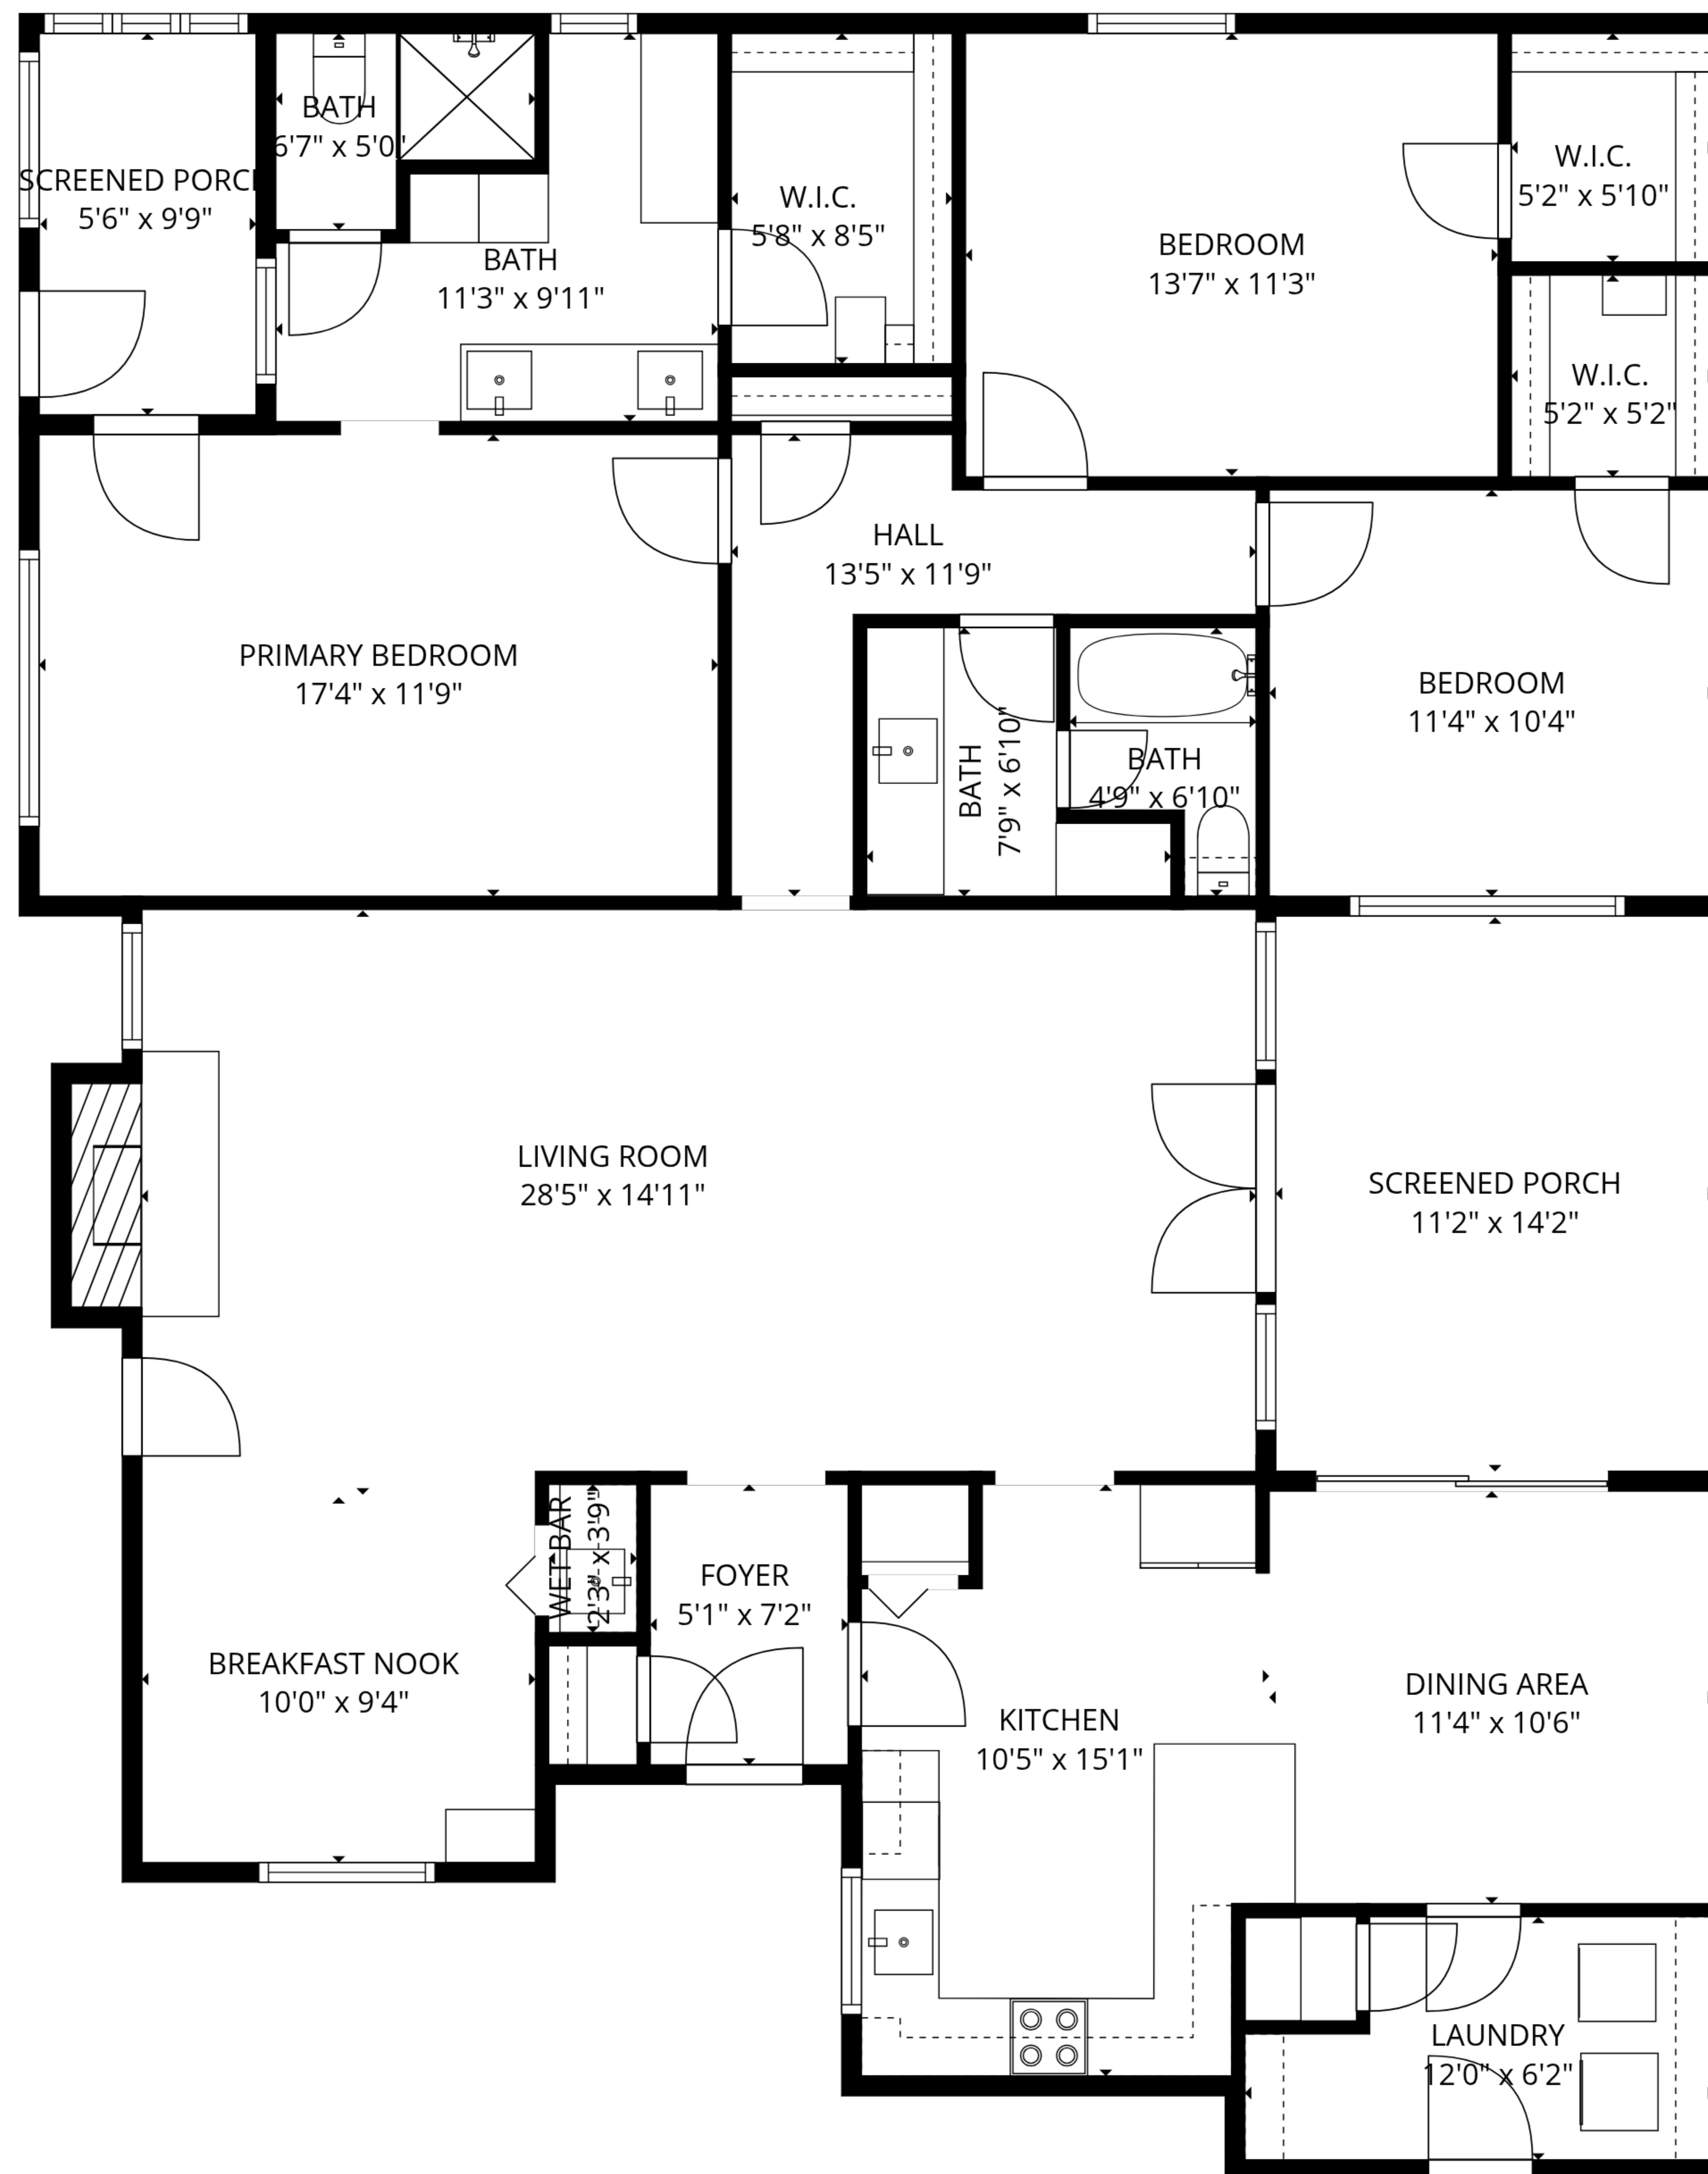 SCREENED PORCH
5'6" x 9'9"
BATH
6'7" x 5'0"
BATH
11'3" x 9'11"
W.I.C.
5'8" x 8'5"
BEDROOM
13'7" x 11'3"
W.I.C.
5'2" x 5'10"
W.I.C.
5'2" x 5'2"
HALL
13'5" x 11'9"
PRIMARY BEDROOM
17'4" x 11'9"
BATH
7'9" x 6'10"
BATH
4'9" x 6'10"
BEDROOM
11'4" x 10'4"
LIVING ROOM
28'5" x 14'11"
SCREENED PORCH
11'2" x 14'2"
WET BAR
2'3" x 3'9"
FOYER
5'1" x 7'2"
BREAKFAST NOOK
10'0" x 9'4"
KITCHEN
10'5" x 15'1"
DINING AREA
11'4" x 10'6"
LAUNDRY
12'0" x 6'2"